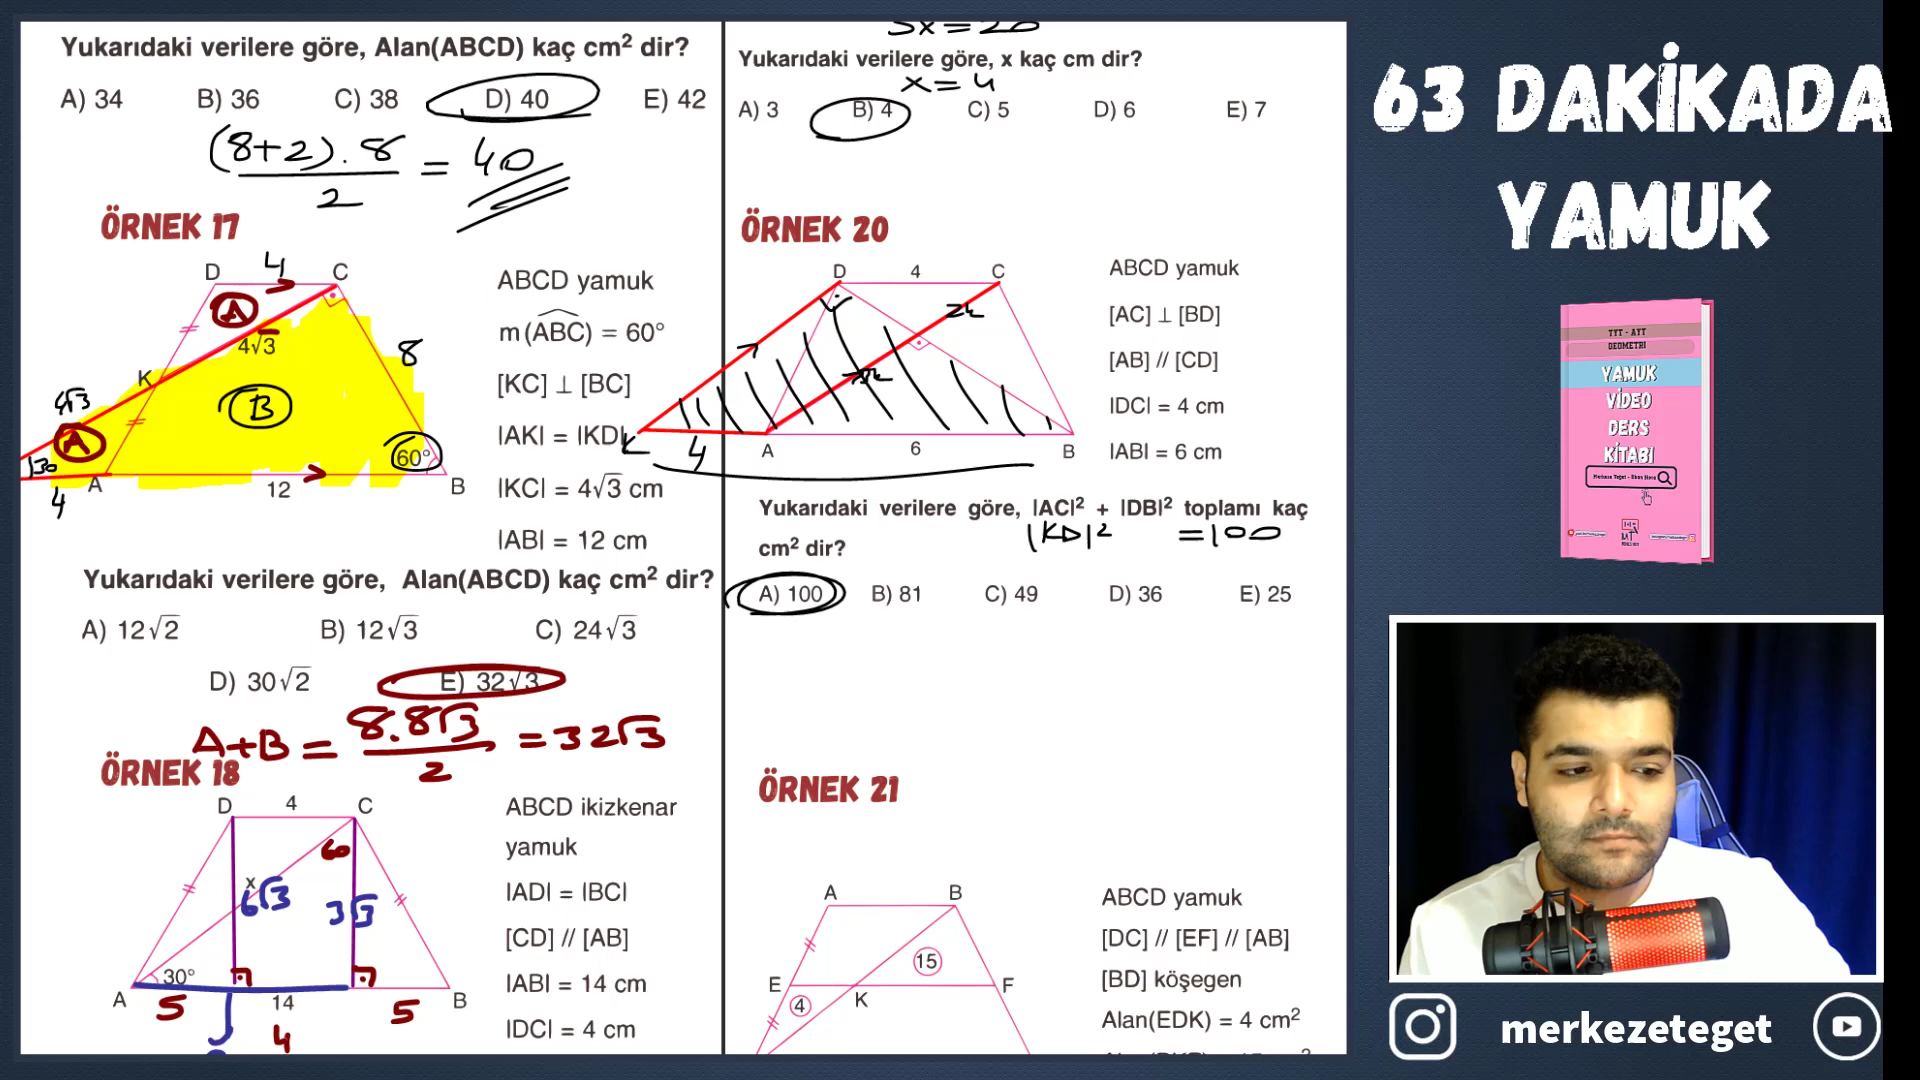 Yukarıdaki verilere göre, Alan(ABCD) kaç cm² dir?
A) 34 B) 36 C) 38 D) 40 E) 42
(8+2).8 / 2 = 40
ÖRNEK 17
D 4 C
A
4√3
8
K
4√3
B
A
30
60°
4
A
12
B
ABCD yamuk
m(ABC) = 60°
[KC] ⊥ [BC]
|AK| = |KD|
|KC| = 4√3 cm
|AB| = 12 cm
Yukarıdaki verilere göre, Alan(ABCD) kaç cm² dir?
A) 12√2 B) 12√3 C) 24√3
D) 30√2 E) 32√3
A+B = 8.8√3 / 2 = 32√3
ÖRNEK 18
D 4 C
60
x
6√3
3√3
30°
A 5 14 5 B
4
ABCD ikizkenar
yamuk
|AD| = |BC|
[CD] // [AB]
|AB| = 14 cm
|DC| = 4 cm
5x = 20
Yukarıdaki verilere göre, x kaç cm dir?
x = 4
A) 3 B) 4 C) 5 D) 6 E) 7
ÖRNEK 20
D 4 C
2k
3k
K 4 A 6 B
ABCD yamuk
[AC] ⊥ [BD]
[AB] // [CD]
|DC| = 4 cm
|AB| = 6 cm
Yukarıdaki verilere göre, |AC|² + |DB|² toplamı kaç
cm² dir?
|KD|² = 100
A) 100 B) 81 C) 49 D) 36 E) 25
ÖRNEK 21
A B
15
E 4 K F
ABCD yamuk
[DC] // [EF] // [AB]
[BD] köşegen
Alan(EDK) = 4 cm²
63 DAKİKADA
YAMUK
TYT - AYT
GEOMETRİ
YAMUK
VİDEO
DERS
KİTABI
merkezeteget